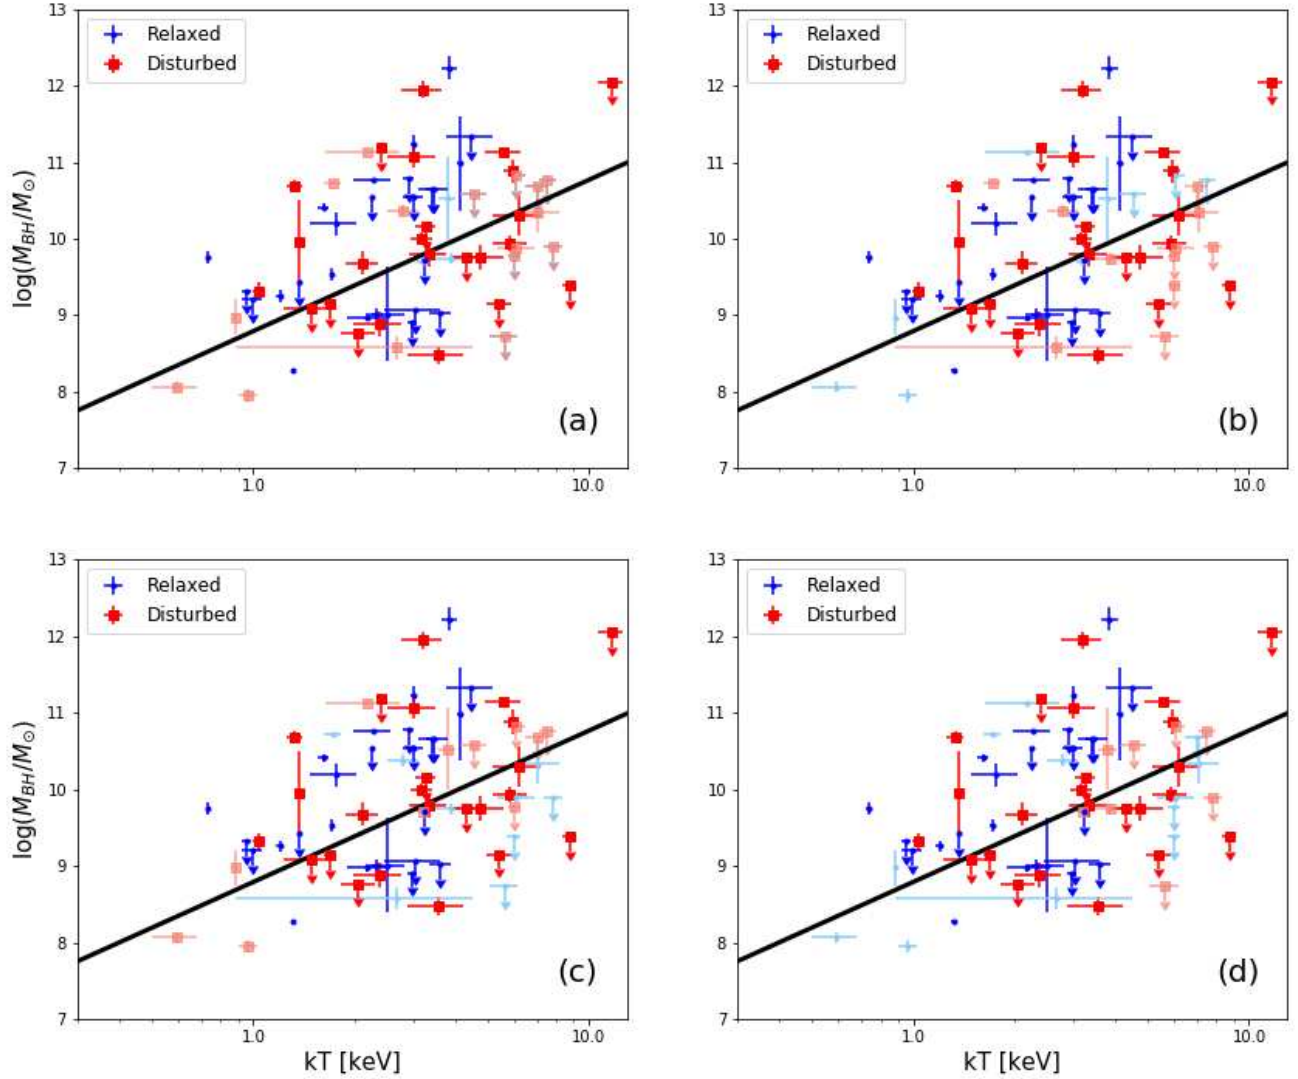 13
12
11
10
9
8
7
log(M_BH/M_⊙)
Relaxed
Disturbed
(a)
1.0
10.0
13
12
11
10
9
8
7
Relaxed
Disturbed
(b)
1.0
10.0
13
12
11
10
9
8
7
log(M_BH/M_⊙)
Relaxed
Disturbed
(c)
1.0
10.0
kT [keV]
13
12
11
10
9
8
7
Relaxed
Disturbed
(d)
1.0
10.0
kT [keV]